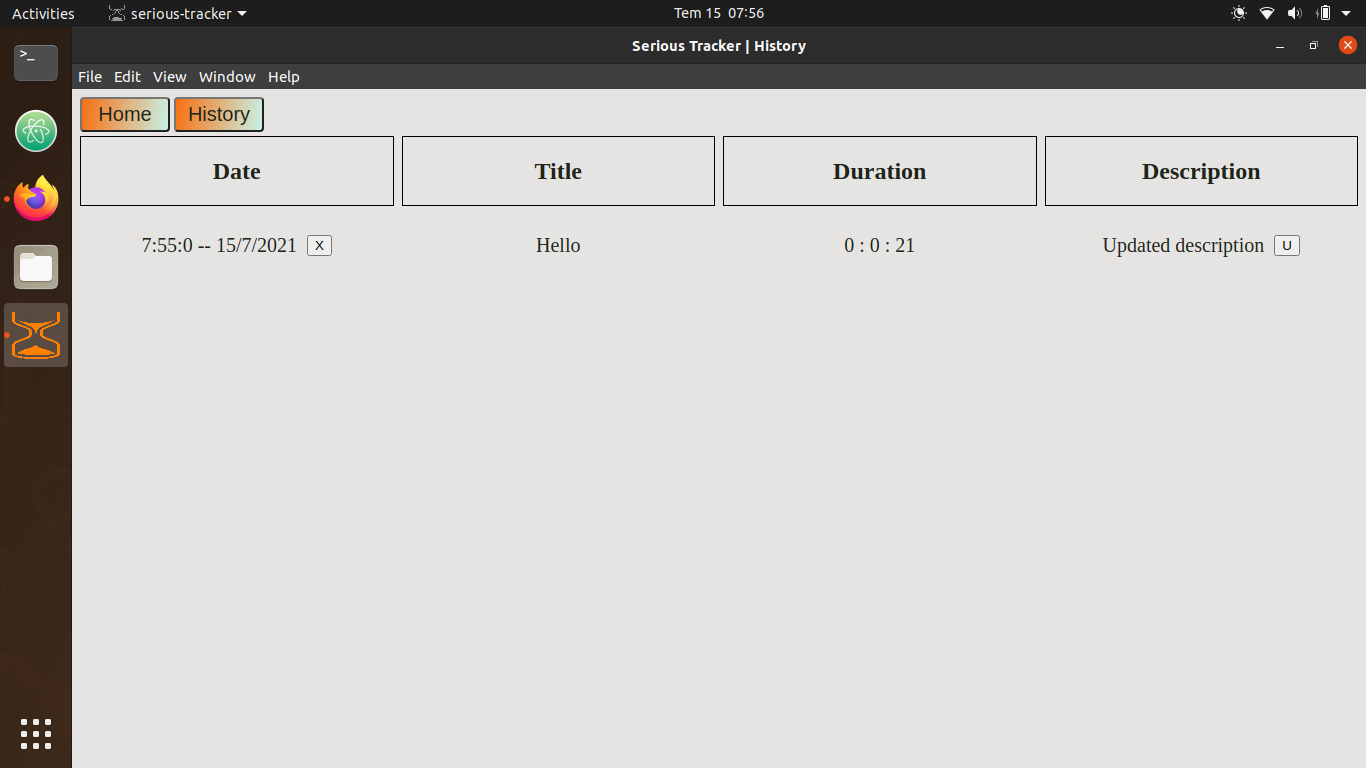 Activities serious-tracker Tem 15 07:56
Serious Tracker | History
File Edit View Window Help
Home History
Date Title Duration Description
7:55:0 -- 15/7/2021 X Hello 0 : 0 : 21 Updated description U